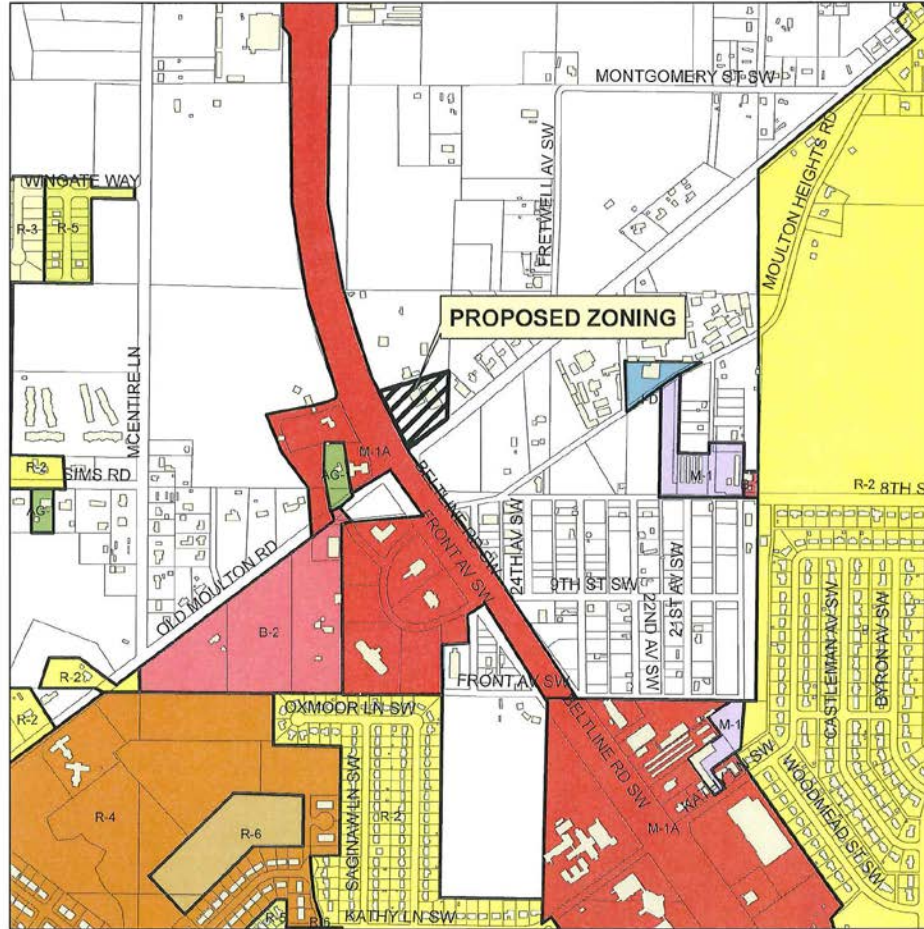 MONTGOMERY ST SW
MOULTON HEIGHTS RD
WINGATE WAY
FRETWELL AV SW
R-3
R-5
PROPOSED ZONING
MCENTIRE LN
M-1A
R-2
SIMS RD
AG-
AG-
M-1
R-2
8TH S
BELTLINE RD SW
FRONT AV SW
24TH AV SW
9TH ST SW
22ND AV SW
21ST AV SW
OLD MOULTON RD
CASTLEMAN AV SW
BYRON AV SW
B-2
R-2
FRONT AV SW
R-2
OXMOOR LN SW
BELTLINE RD SW
M-1
WOODMEAD ST SW
SAGINAW LN SW
R-2
R-4
R-6
M-1A
R-5
R-6
KATHY LN SW